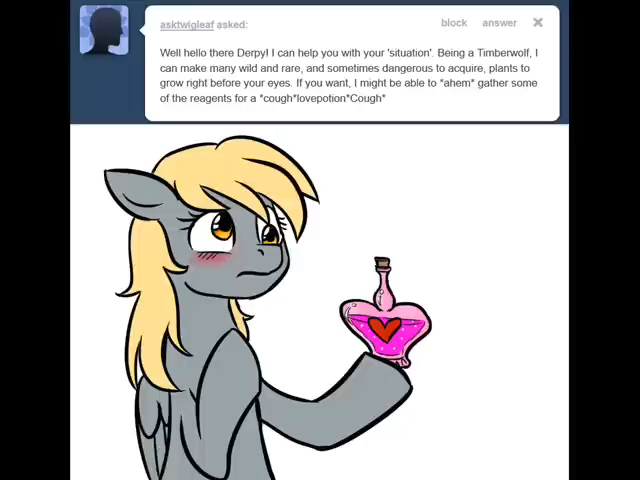 asktwigleaf asked:
block answer ×
Well hello there Derpy! I can help you with your 'situation'. Being a Timberwolf, I
can make many wild and rare, and sometimes dangerous to acquire, plants to
grow right before your eyes. If you want, I might be able to *ahem* gather some
of the reagents for a *cough*lovepotion*Cough*